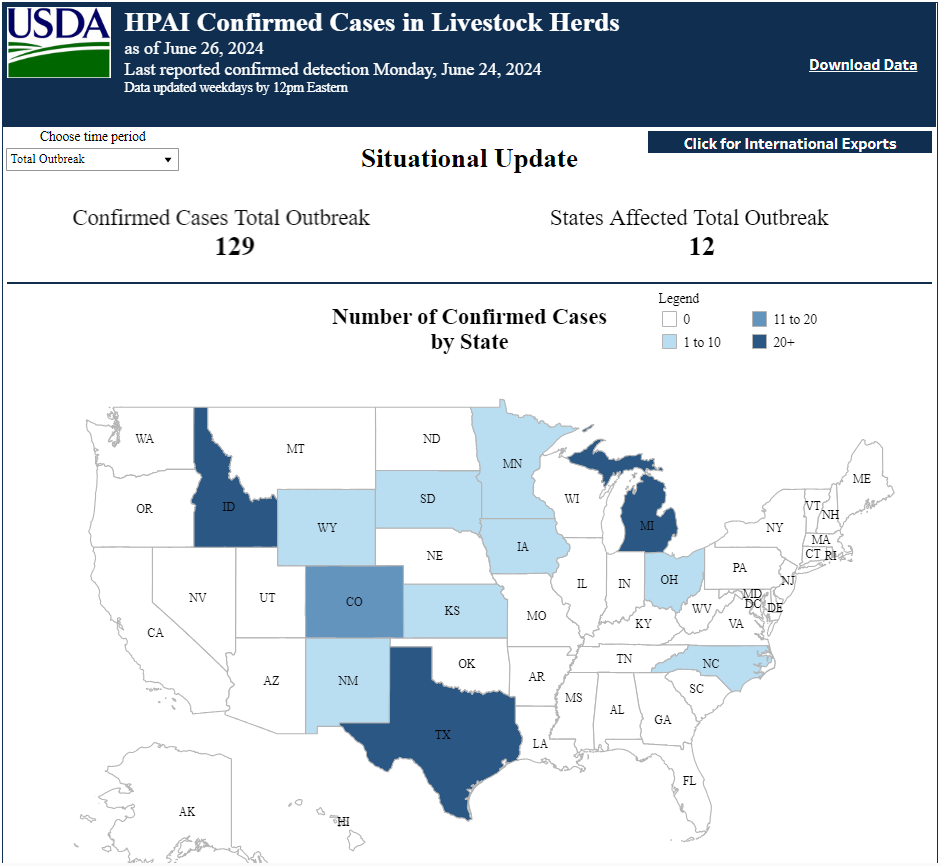 USDA
HPAI Confirmed Cases in Livestock Herds
as of June 26, 2024
Last reported confirmed detection Monday, June 24, 2024
Data updated weekdays by 12pm Eastern
Download Data
Choose time period
Total Outbreak
Click for International Exports
Situational Update
Confirmed Cases Total Outbreak
129
States Affected Total Outbreak
12
Number of Confirmed Cases
by State
Legend
0
11 to 20
1 to 10
20+
WA
MT
ND
MN
OR
ID
WY
SD
WI
MI
ME
VT
NH
NY
MA
CT RI
NV
UT
CO
NE
IA
IL
IN
OH
PA
NJ
MD
DC
DE
CA
KS
MO
KY
WV
VA
AZ
NM
OK
AR
TN
NC
SC
TX
LA
MS
AL
GA
FL
AK
HI